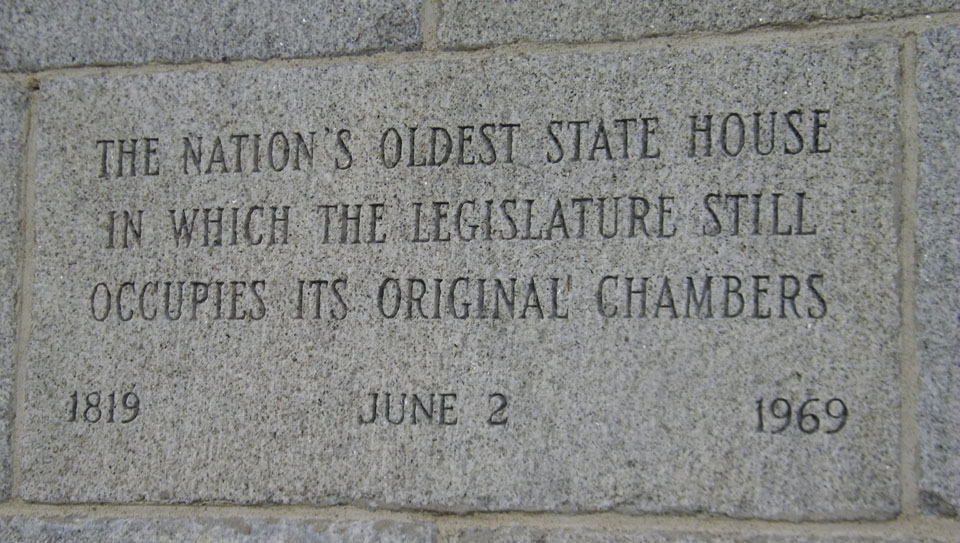 THE NATION'S OLDEST STATE HOUSE
IN WHICH THE LEGISLATURE STILL
OCCUPIES ITS ORIGINAL CHAMBERS
1819 JUNE 2 1969